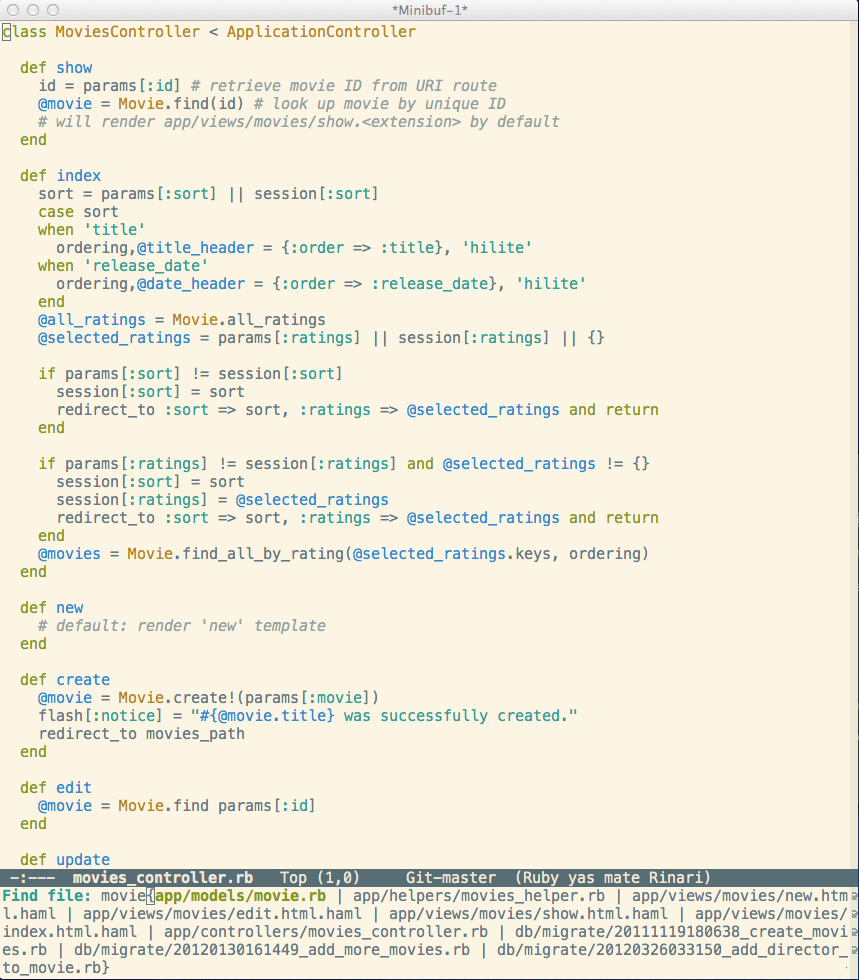 *Minibuf-1*
class MoviesController < ApplicationController
def show
id = params[:id] # retrieve movie ID from URI route
@movie = Movie.find(id) # look up movie by unique ID
# will render app/views/movies/show.<extension> by default
end
def index
sort = params[:sort] || session[:sort]
case sort
when 'title'
ordering,@title_header = {:order => :title}, 'hilite'
when 'release_date'
ordering,@date_header = {:order => :release_date}, 'hilite'
end
@all_ratings = Movie.all_ratings
@selected_ratings = params[:ratings] || session[:ratings] || {}
if params[:sort] != session[:sort]
session[:sort] = sort
redirect_to :sort => sort, :ratings => @selected_ratings and return
end
if params[:ratings] != session[:ratings] and @selected_ratings != {}
session[:sort] = sort
session[:ratings] = @selected_ratings
redirect_to :sort => sort, :ratings => @selected_ratings and return
end
@movies = Movie.find_all_by_rating(@selected_ratings.keys, ordering)
end
def new
# default: render 'new' template
end
def create
@movie = Movie.create!(params[:movie])
flash[:notice] = "#{@movie.title} was successfully created."
redirect_to movies_path
end
def edit
@movie = Movie.find params[:id]
end
def update
-:--- movies_controller.rb Top (1,0) Git-master (Ruby yas mate Rinari)
Find file: movie{app/models/movie.rb | app/helpers/movies_helper.rb | app/views/movies/new.htm
l.haml | app/views/movies/edit.html.haml | app/views/movies/show.html.haml | app/views/movies/
index.html.haml | app/controllers/movies_controller.rb | db/migrate/20111119180638_create_movi
es.rb | db/migrate/20120130161449_add_more_movies.rb | db/migrate/20120326033150_add_director_
to_movie.rb}